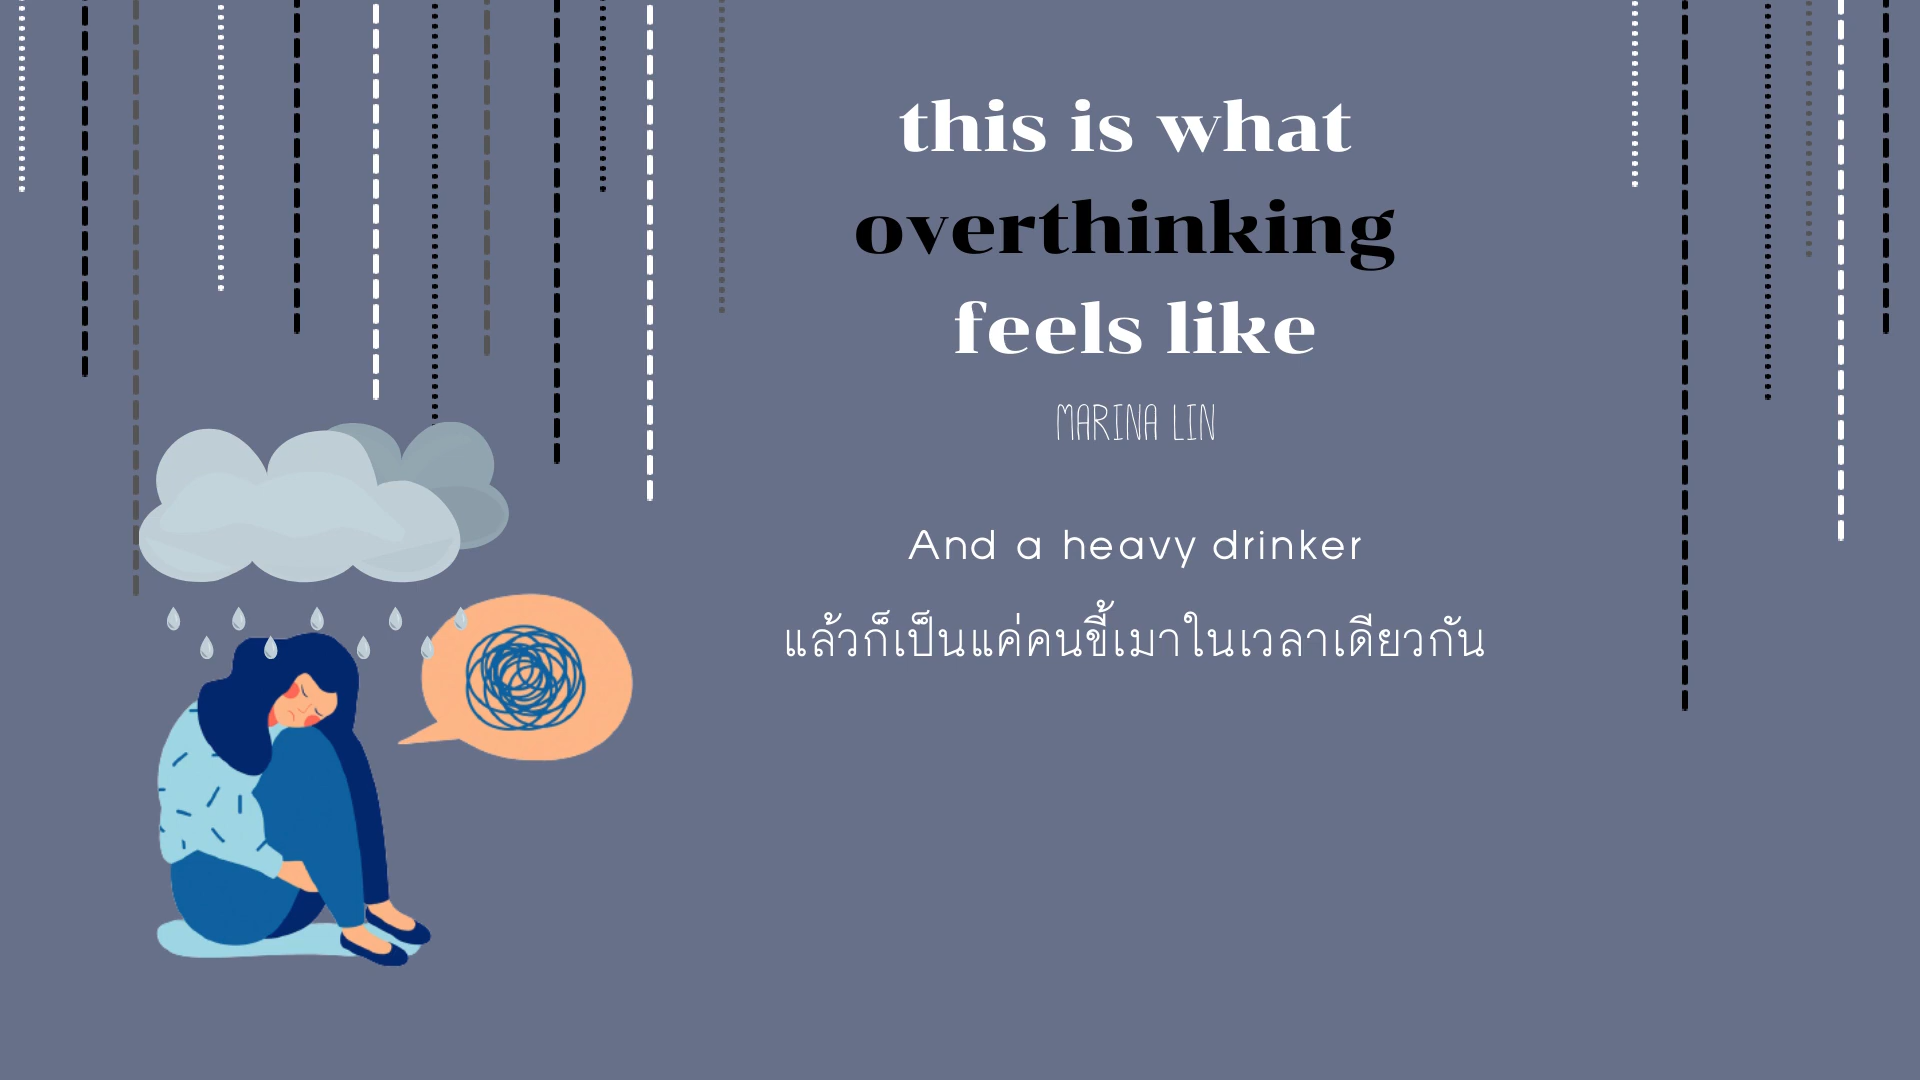 this is what
overthinking
feels like
MARINA LIN
And a heavy drinker
แล้วก็เป็นแค่คนขี้เมาในเวลาเดียวกัน